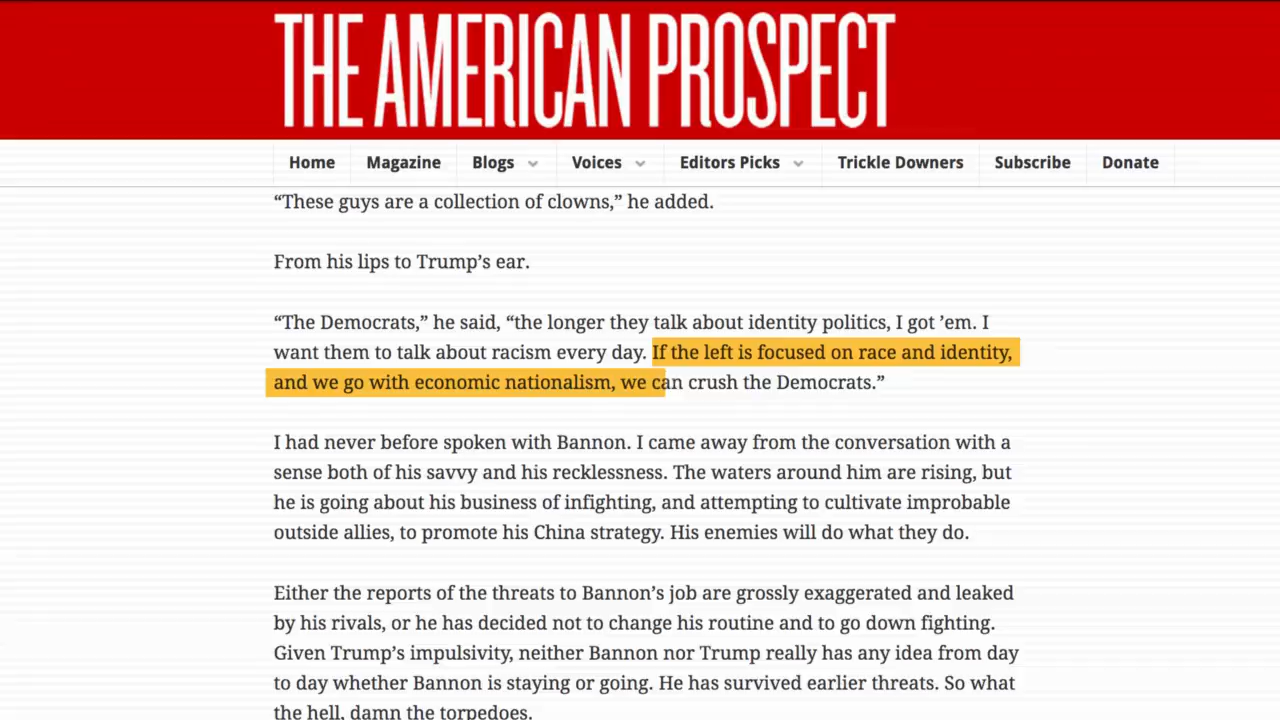 THE AMERICAN PROSPECT
Home Magazine Blogs Voices Editors Picks Trickle Downers Subscribe Donate
“These guys are a collection of clowns,” he added.
From his lips to Trump’s ear.
“The Democrats,” he said, “the longer they talk about identity politics, I got ’em. I
want them to talk about racism every day. If the left is focused on race and identity,
and we go with economic nationalism, we can crush the Democrats.”
I had never before spoken with Bannon. I came away from the conversation with a
sense both of his savvy and his recklessness. The waters around him are rising, but
he is going about his business of infighting, and attempting to cultivate improbable
outside allies, to promote his China strategy. His enemies will do what they do.
Either the reports of the threats to Bannon’s job are grossly exaggerated and leaked
by his rivals, or he has decided not to change his routine and to go down fighting.
Given Trump’s impulsivity, neither Bannon nor Trump really has any idea from day
to day whether Bannon is staying or going. He has survived earlier threats. So what
the hell, damn the torpedoes.